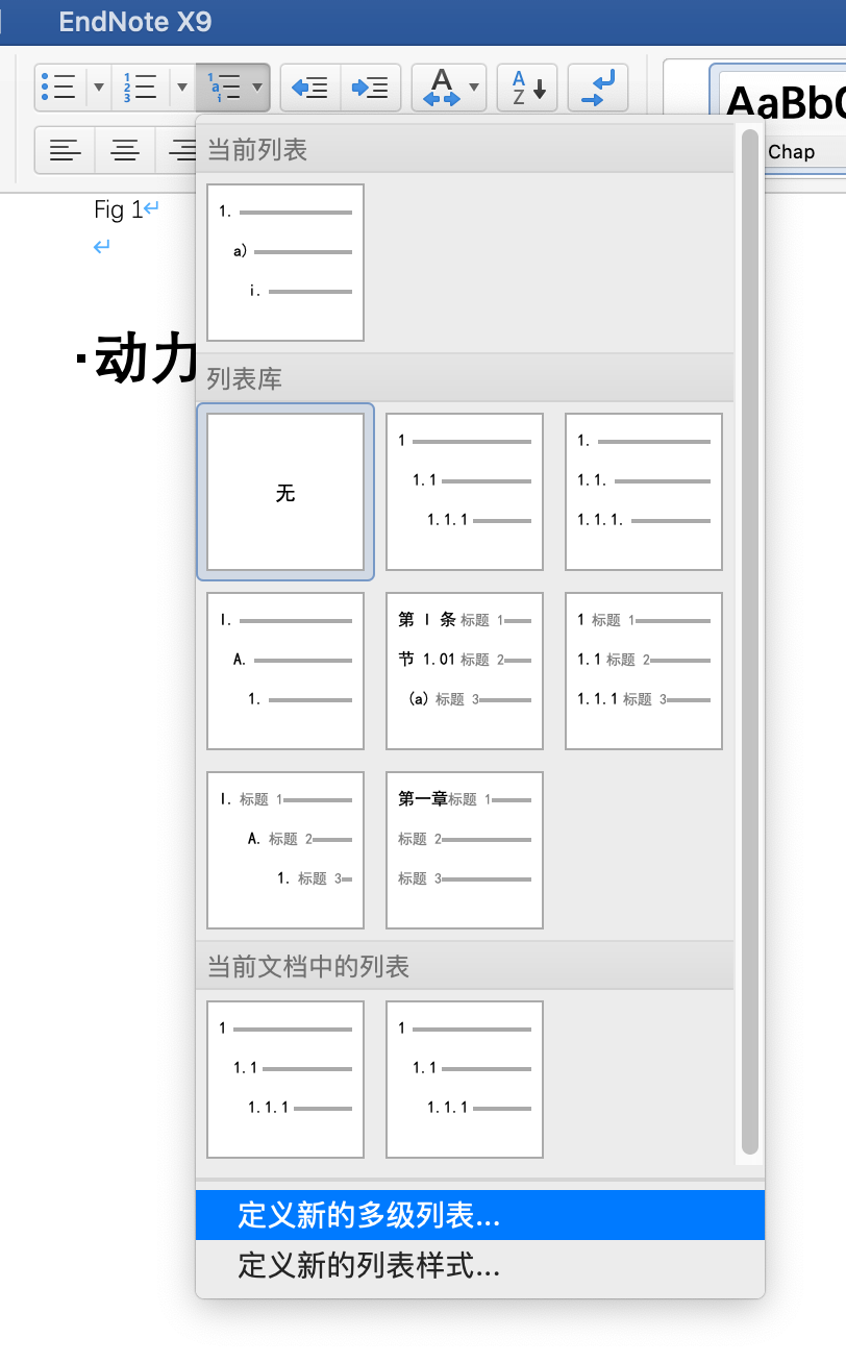 EndNote X9
AaBbC
Chap
Fig 1
·动力
当前列表
1.
a)
i.
列表库
无
1
1.1
1.1.1
1.
1.1.
1.1.1.
I.
A.
1.
第 I 条 标题 1
节 1.01 标题 2
(a) 标题 3
1 标题 1
1.1 标题 2
1.1.1 标题 3
I. 标题 1
A. 标题 2
1. 标题 3
第一章标题 1
标题 2
标题 3
当前文档中的列表
1
1.1
1.1.1
1
1.1
1.1.1
定义新的多级列表...
定义新的列表样式...